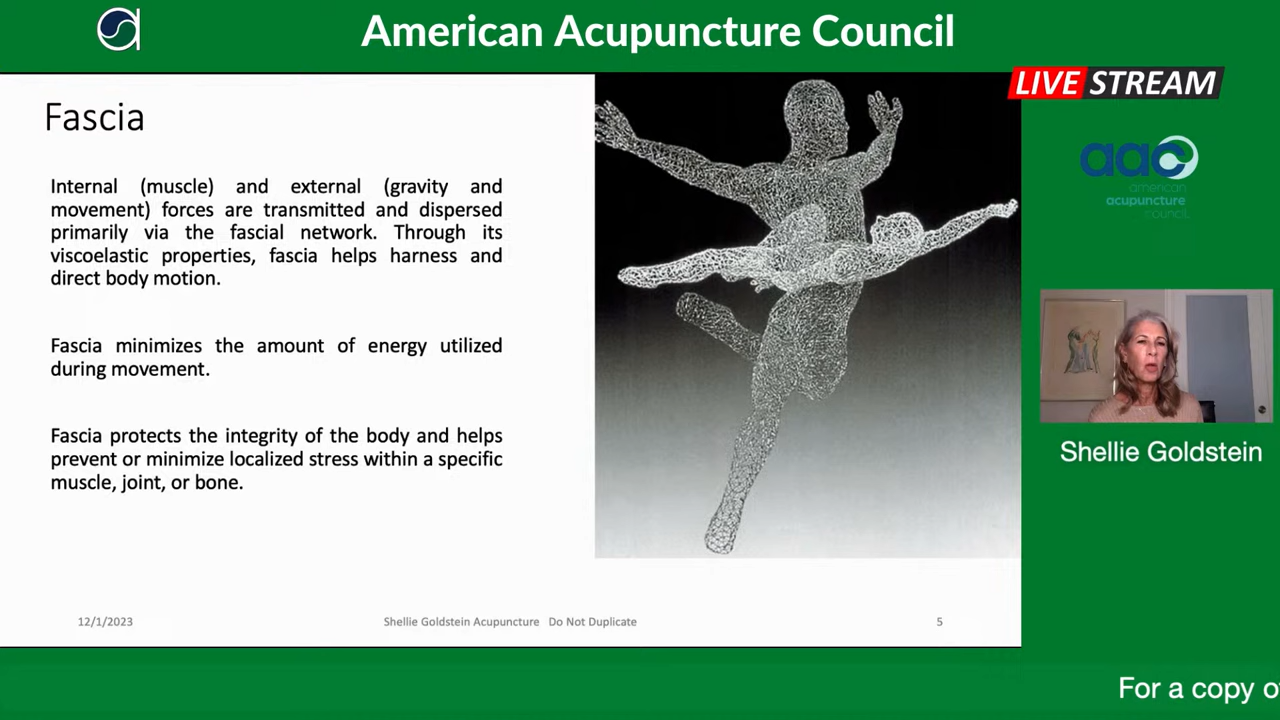 American Acupuncture Council
LIVE STREAM
aac
american
acupuncture
council
Fascia
Internal (muscle) and external (gravity and
movement) forces are transmitted and dispersed
primarily via the fascial network. Through its
viscoelastic properties, fascia helps harness and
direct body motion.
Fascia minimizes the amount of energy utilized
during movement.
Fascia protects the integrity of the body and helps
prevent or minimize localized stress within a specific
muscle, joint, or bone.
Shellie Goldstein
12/1/2023
Shellie Goldstein Acupuncture Do Not Duplicate
5
For a copy o